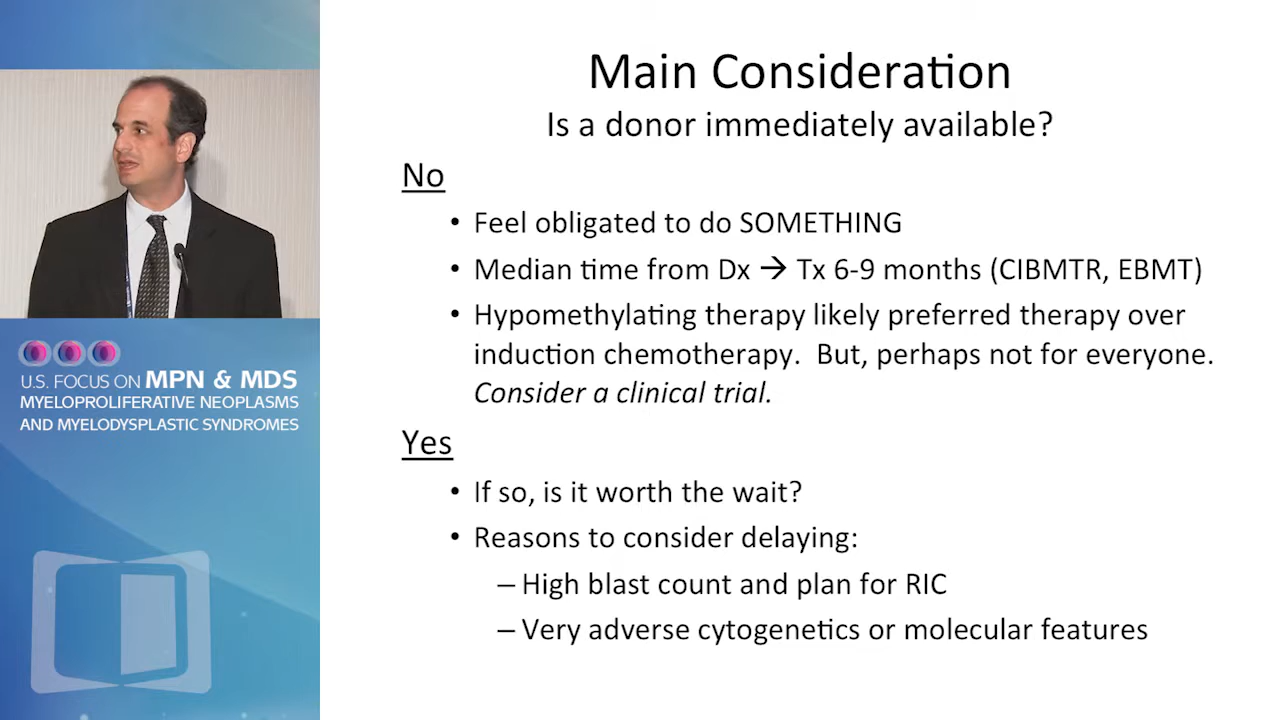 Main Consideration
Is a donor immediately available?
No
• Feel obligated to do SOMETHING
• Median time from Dx → Tx 6-9 months (CIBMTR, EBMT)
• Hypomethylating therapy likely preferred therapy over
induction chemotherapy. But, perhaps not for everyone.
Consider a clinical trial.
Yes
• If so, is it worth the wait?
• Reasons to consider delaying:
– High blast count and plan for RIC
– Very adverse cytogenetics or molecular features
U.S. FOCUS ON MPN & MDS
MYELOPROLIFERATIVE NEOPLASMS
AND MYELODYSPLASTIC SYNDROMES